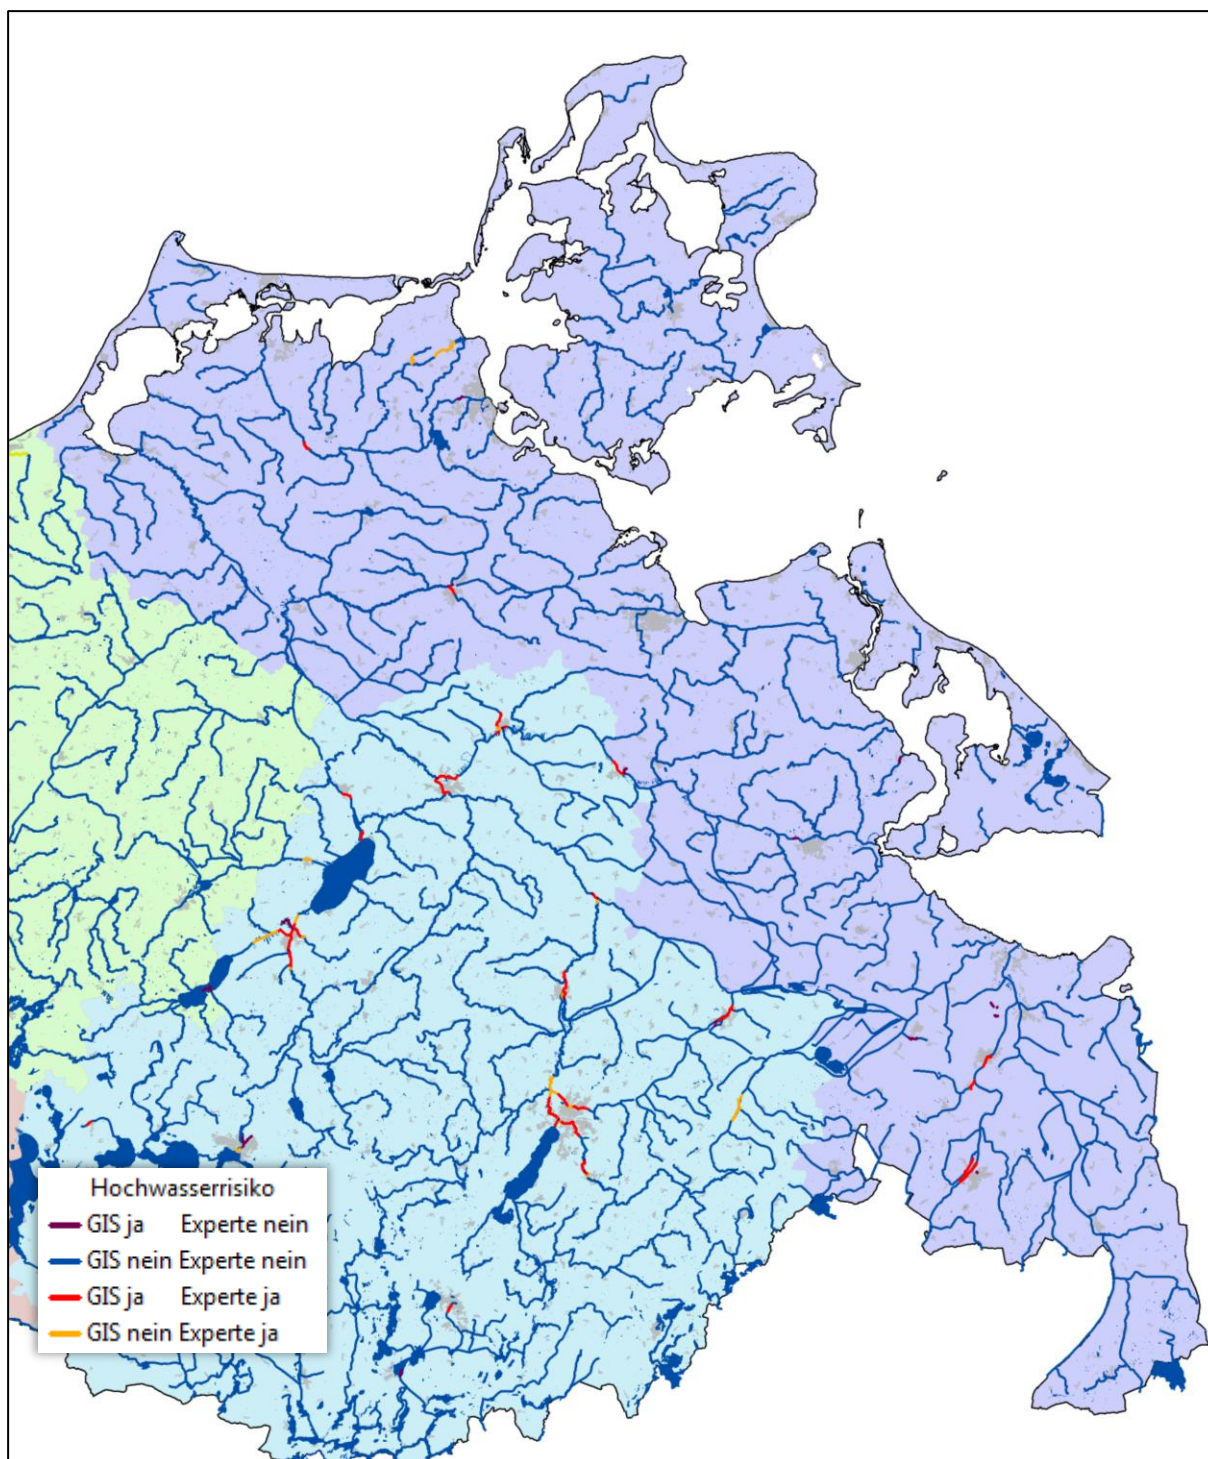 Hochwasserrisiko
GIS ja Experte nein
GIS nein Experte nein
GIS ja Experte ja
GIS nein Experte ja